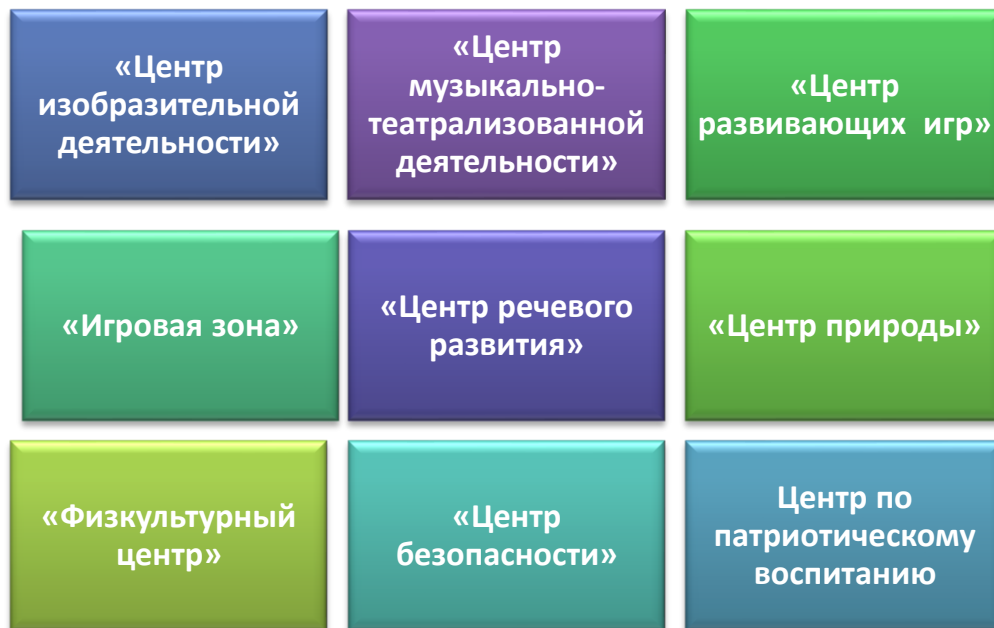 «Центр
изобразительной
деятельности»
«Центр
музыкально-
театрализованной
деятельности»
«Центр
развивающих игр»
«Игровая зона»
«Центр речевого
развития»
«Центр природы»
«Физкультурный
центр»
«Центр
безопасности»
Центр по
патриотическому
воспитанию